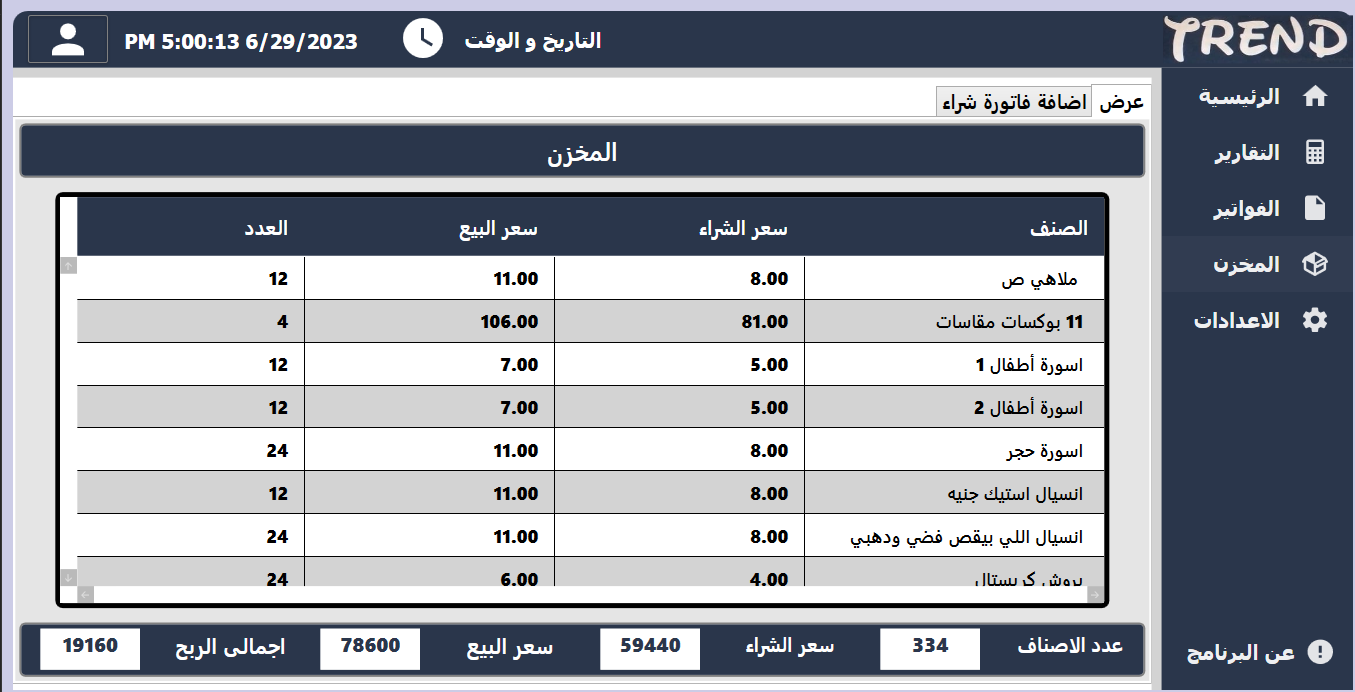 TREND
التاريخ و الوقت
PM 5:00:13 6/29/2023
الرئيسية
التقارير
الفواتير
المخزن
الاعدادات
عن البرنامج
عرض اضافة فاتورة شراء
المخزن
الصنف سعر الشراء سعر البيع العدد
ملاهي ص 8.00 11.00 12
11 بوكسات مقاسات 81.00 106.00 4
اسورة أطفال 1 5.00 7.00 12
اسورة أطفال 2 5.00 7.00 12
اسورة حجر 8.00 11.00 24
انسيال استيك جنيه 8.00 11.00 12
انسيال اللي بيقص فضي ودهبي 8.00 11.00 24
بروش كريستال 4.00 6.00 24
عدد الاصناف 334 سعر الشراء 59440 سعر البيع 78600 اجمالى الربح 19160